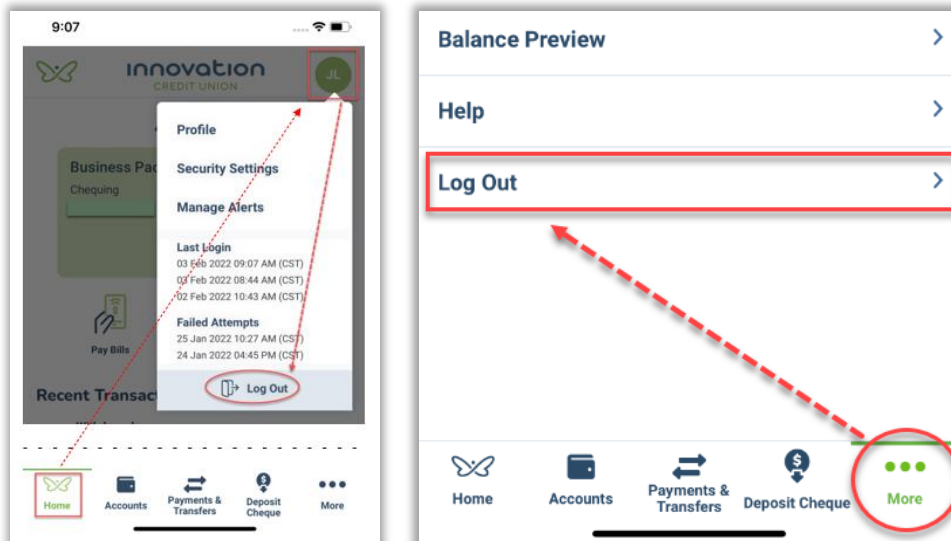 9:07
innovation
CREDIT UNION
JL
Profile
Business Pac
Security Settings
Chequing
Manage Alerts
Last Login
03 Feb 2022 09:07 AM (CST)
03 Feb 2022 08:44 AM (CST)
02 Feb 2022 10:43 AM (CST)
Failed Attempts
25 Jan 2022 10:27 AM (CST)
24 Jan 2022 04:45 PM (CST)
Pay Bills
Log Out
Recent Transac
Home
Accounts
Payments &
Transfers
Deposit
Cheque
More
Balance Preview
Help
Log Out
Home
Accounts
Payments &
Transfers
Deposit Cheque
More